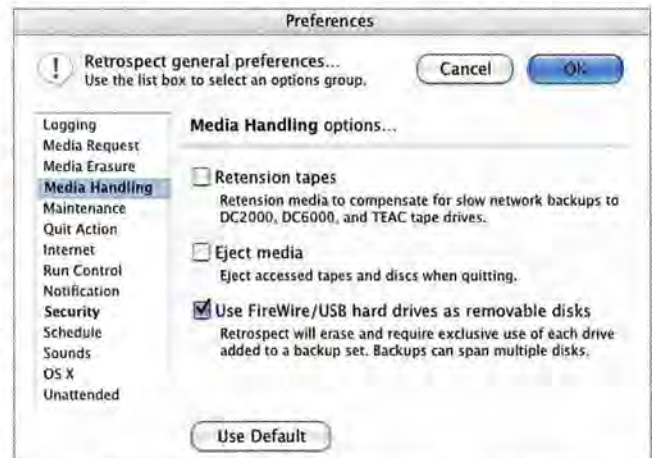 Preferences
Retrospect general preferences...
Use the list box to select an options group.
Cancel
OK
Logging
Media Request
Media Erasure
Media Handling
Maintenance
Quit Action
Internet
Run Control
Notification
Security
Schedule
Sounds
OS X
Unattended
Media Handling options...
Retension tapes
Retension media to compensate for slow network backups to
DC2000, DC6000, and TEAC tape drives.
Eject media
Eject accessed tapes and discs when quitting.
Use FireWire/USB hard drives as removable disks
Retrospect will erase and require exclusive use of each drive
added to a backup set. Backups can span multiple disks.
Use Default